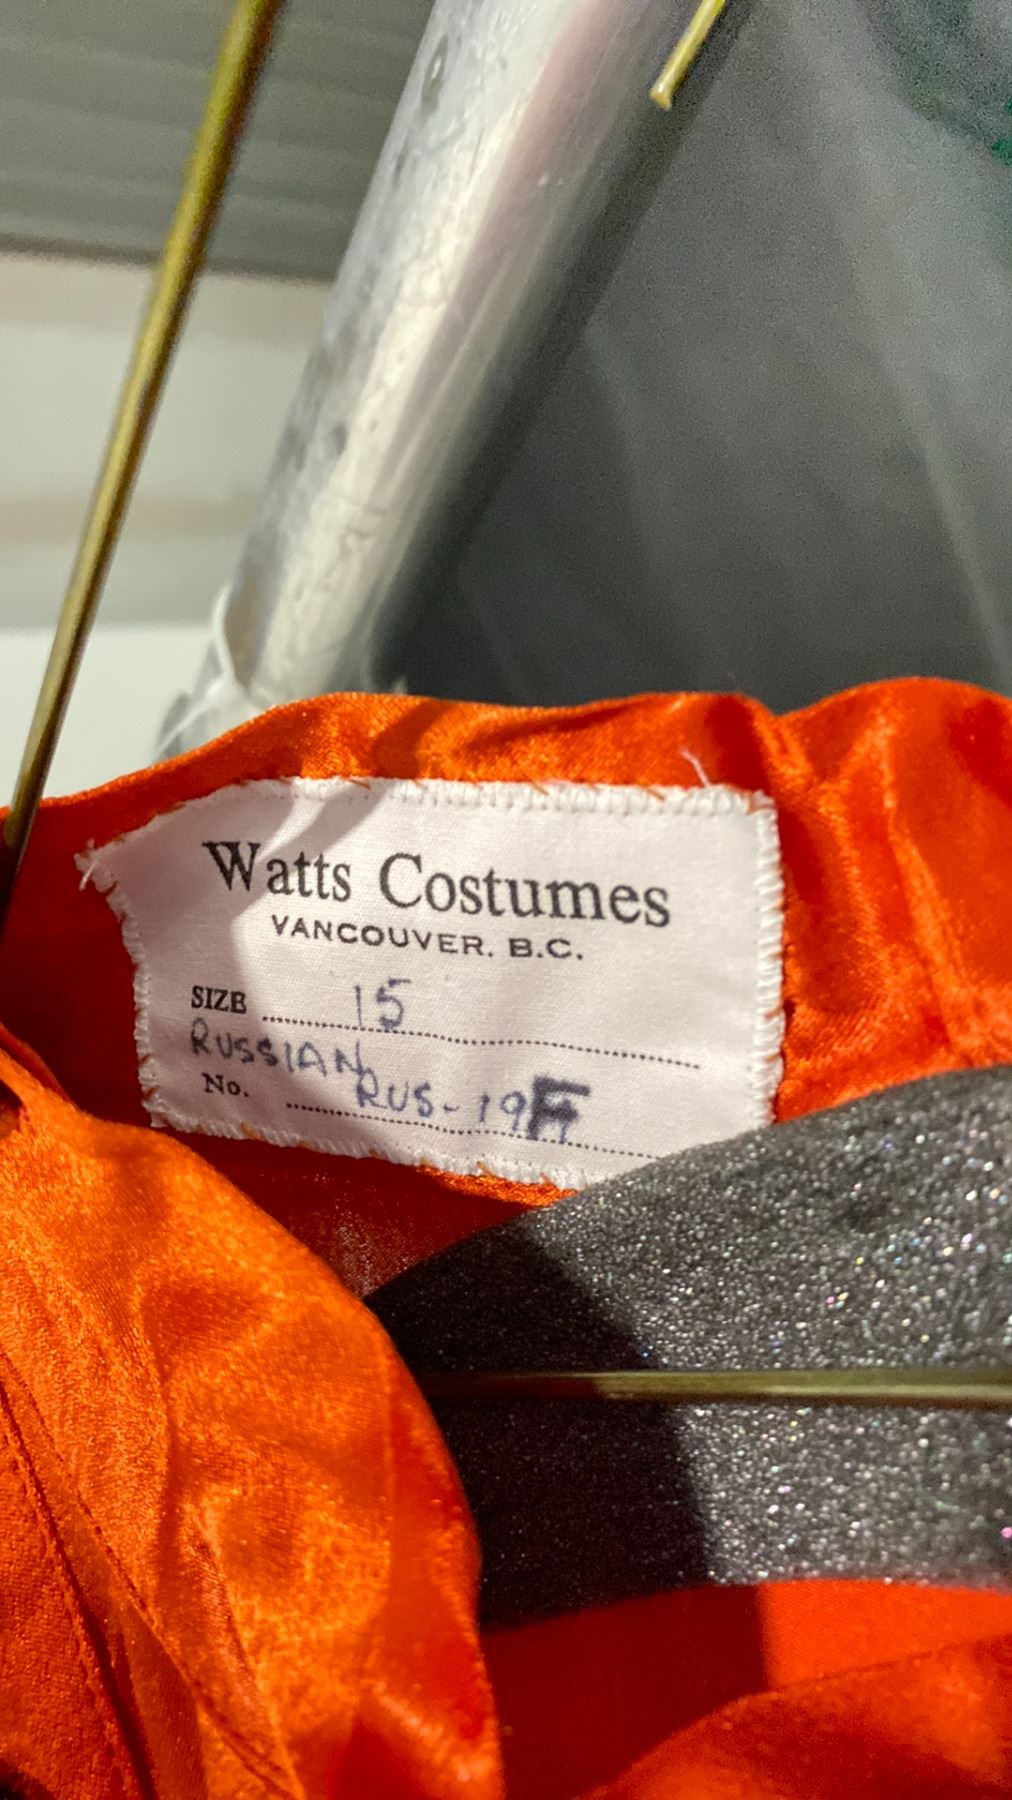 Watts Costumes
VANCOUVER. B.C.
SIZE 15
RUSSIAN
No. RUS-19F